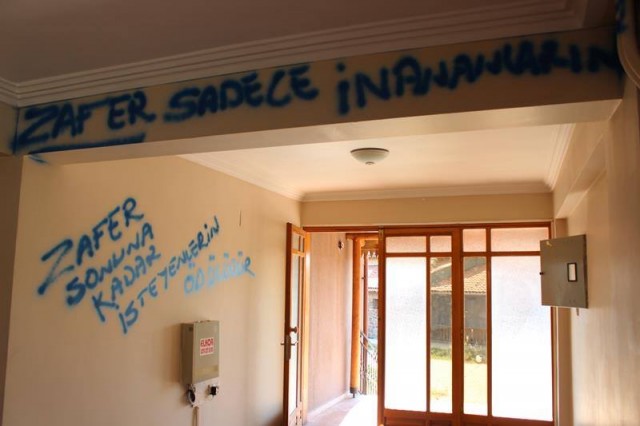 ZAFER SADECE İNANANLARIN
ZAFER
SONUNA
KADAR
İSTEYENLERİN
ÖDÜLÜDÜR